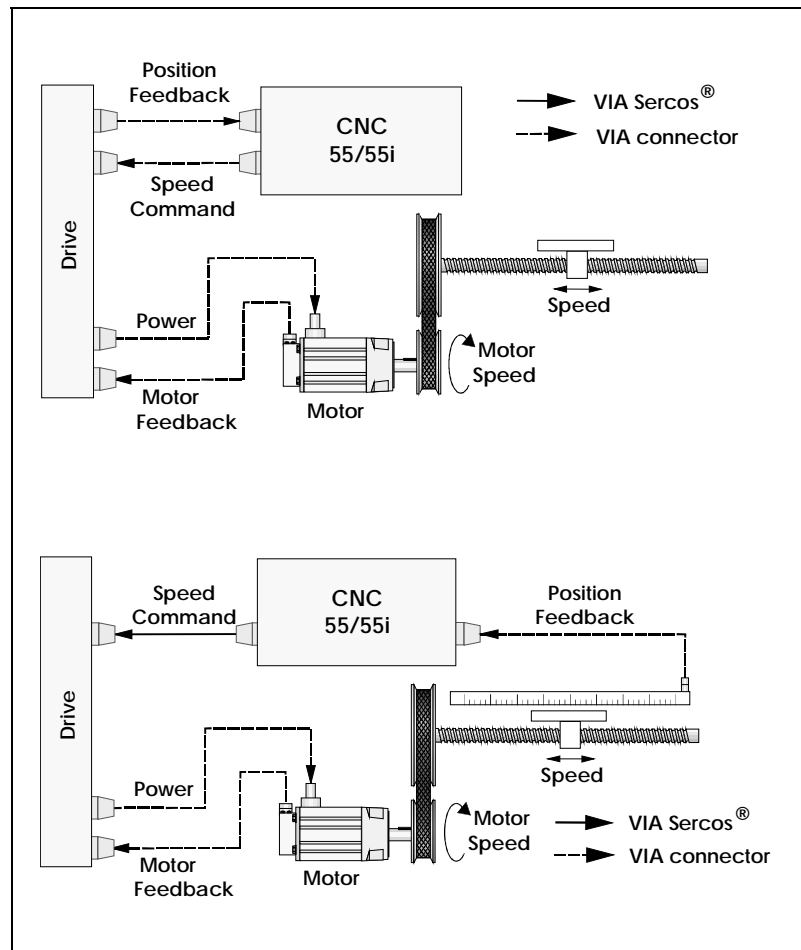 Position
Feedback
CNC
55/55i
VIA Sercos®
VIA connector
Speed
Command
Drive
Power
Speed
Motor
Speed
Motor
Feedback
Motor
Speed
Command
CNC
55/55i
Position
Feedback
Drive
Power
Speed
Motor
Speed
VIA Sercos®
VIA connector
Motor
Feedback
Motor